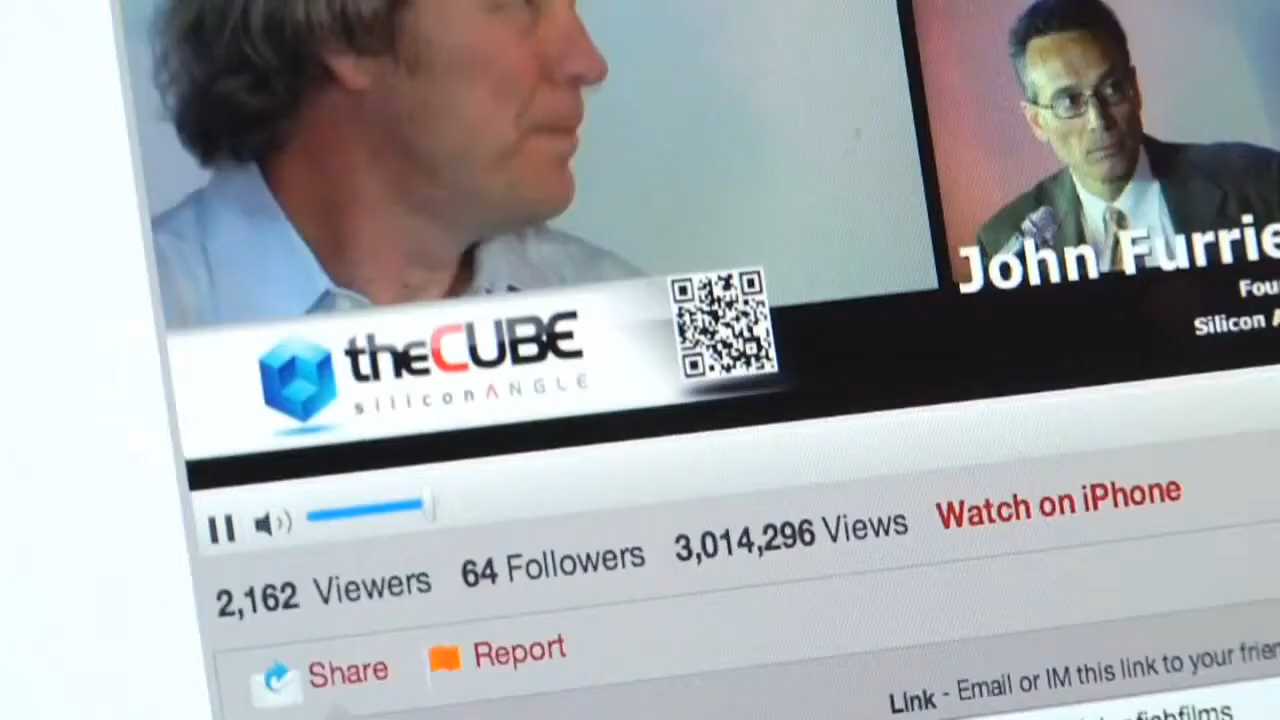 John Furrie
Fou
Silicon A
theCUBE
siliconANGLE
2,162 Viewers 64 Followers 3,014,296 Views Watch on iPhone
Share Report
Link - Email or IM this link to your frien